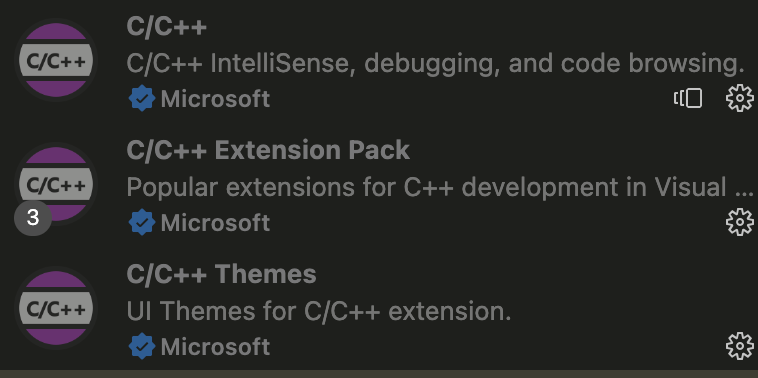 C/C++
C/C++
C/C++ IntelliSense, debugging, and code browsing.
Microsoft
C/C++ Extension Pack
C/C++
Popular extensions for C++ development in Visual ...
3
Microsoft
C/C++ Themes
C/C++
UI Themes for C/C++ extension.
Microsoft